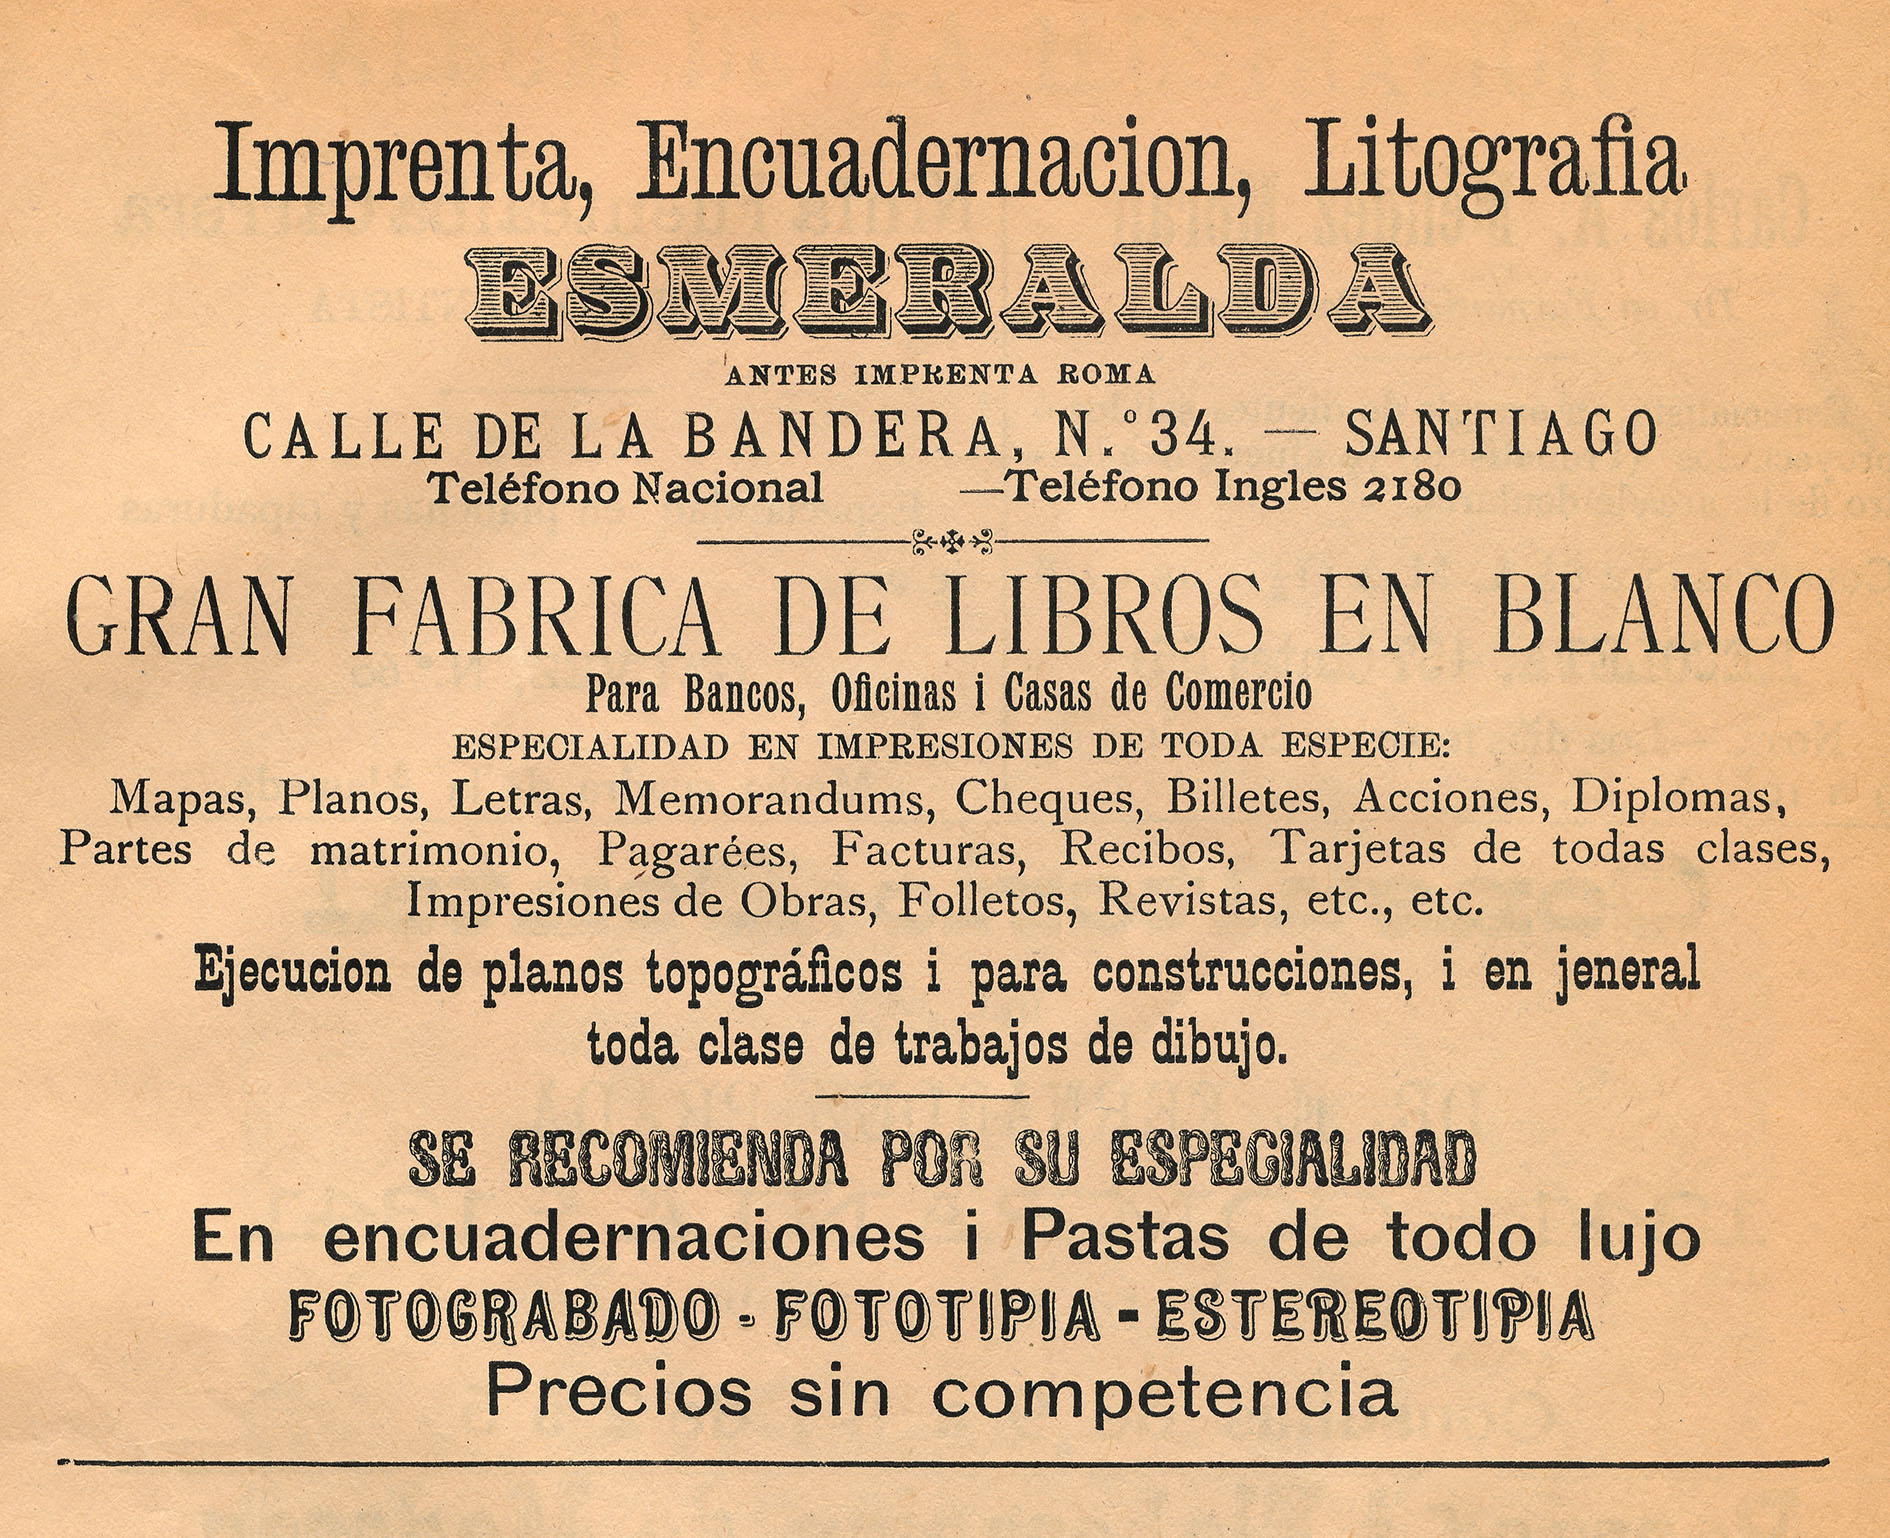 Imprenta, Encuadernacion, Litografia
ESMERALDA
ANTES IMPRENTA ROMA
CALLE DE LA BANDERA, N.º 34. — SANTIAGO
Teléfono Nacional —Teléfono Ingles 2180
GRAN FABRICA DE LIBROS EN BLANCO
Para Bancos, Oficinas i Casas de Comercio
ESPECIALIDAD EN IMPRESIONES DE TODA ESPECIE:
Mapas, Planos, Letras, Memorandums, Cheques, Billetes, Acciones, Diplomas,
Partes de matrimonio, Pagarées, Facturas, Recibos, Tarjetas de todas clases,
Impresiones de Obras, Folletos, Revistas, etc., etc.
Ejecucion de planos topográficos i para construcciones, i en jeneral
toda clase de trabajos de dibujo.
SE RECOMIENDA POR SU ESPECIALIDAD
En encuadernaciones i Pastas de todo lujo
FOTOGRABADO - FOTOTIPIA - ESTEREOTIPIA
Precios sin competencia